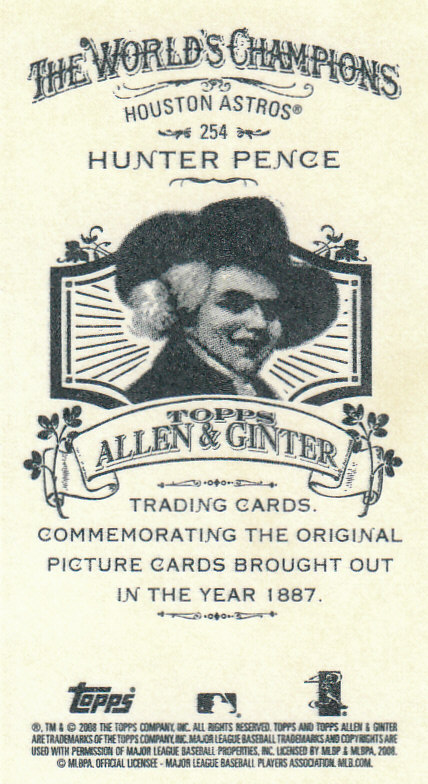 THE WORLD'S CHAMPIONS
HOUSTON ASTROS®
254
HUNTER PENCE
TOPPS
ALLEN & GINTER
TRADING CARDS.
COMMEMORATING THE ORIGINAL
PICTURE CARDS BROUGHT OUT
IN THE YEAR 1887.
Topps
®, TM & © 2008 THE TOPPS COMPANY, INC. ALL RIGHTS RESERVED. TOPPS AND TOPPS ALLEN & GINTER
ARE TRADEMARKS OF THE TOPPS COMPANY, INC. MAJOR LEAGUE BASEBALL TRADEMARKS AND COPYRIGHTS ARE
USED WITH PERMISSION OF MAJOR LEAGUE BASEBALL PROPERTIES, INC. LICENSED BY MLBP & MLBPA, 2008.
© MLBPA, OFFICIAL LICENSEE - MAJOR LEAGUE BASEBALL PLAYERS ASSOCIATION. MLB.COM.